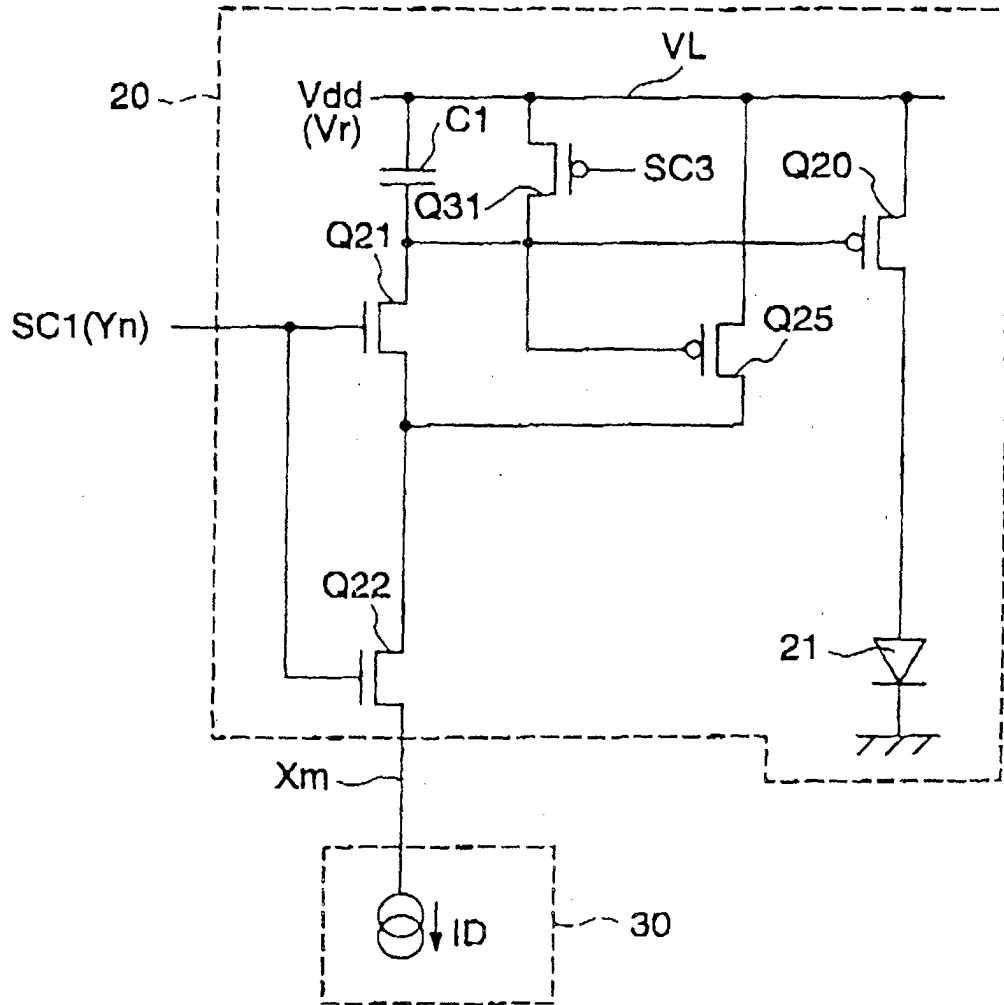 VL
20
Vdd
(Vr)
C1
SC3
Q20
Q31
Q21
SC1(Yn)
Q25
Q22
21
Xm
ID
30